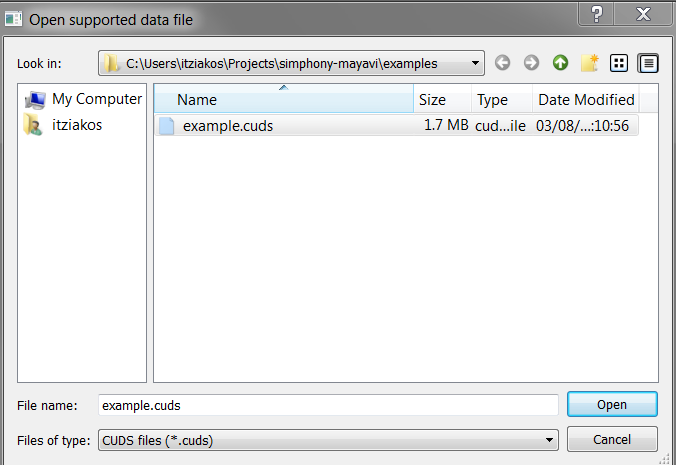 Open supported data file
Look in: C:\Users\itziakos\Projects\simphony-mayavi\examples
My Computer
itziakos
Name Size Type Date Modified
example.cuds 1.7 MB cud...ile 03/08/...:10:56
File name: example.cuds Open
Files of type: CUDS files (*.cuds) Cancel